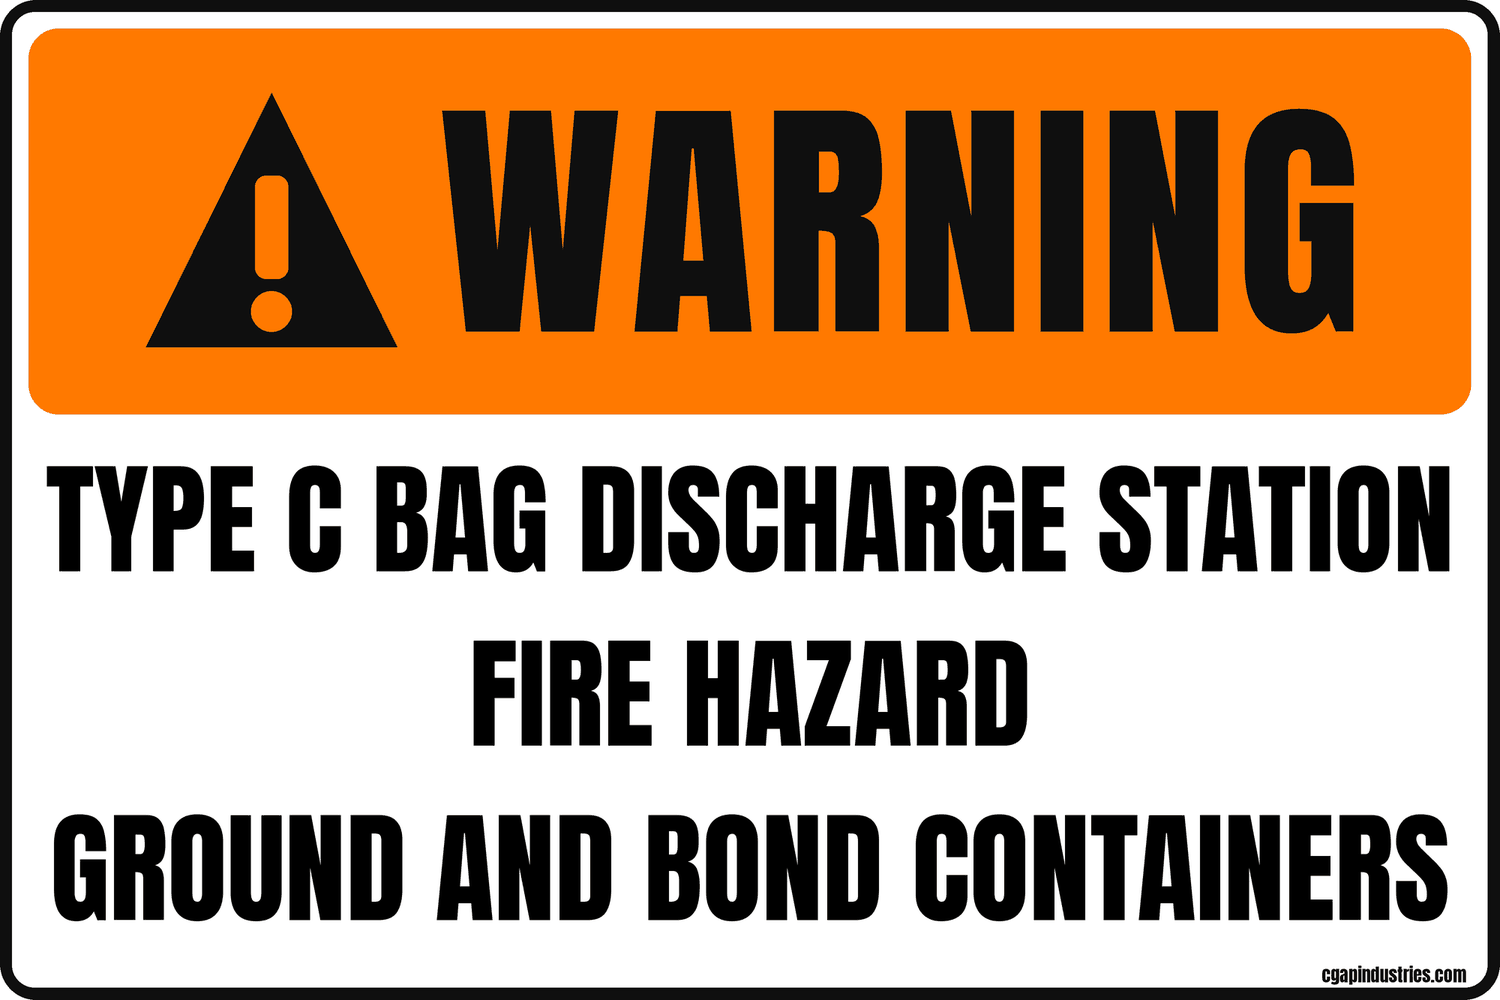 WARNING
TYPE C BAG DISCHARGE STATION
FIRE HAZARD
GROUND AND BOND CONTAINERS
cgapindustries.com